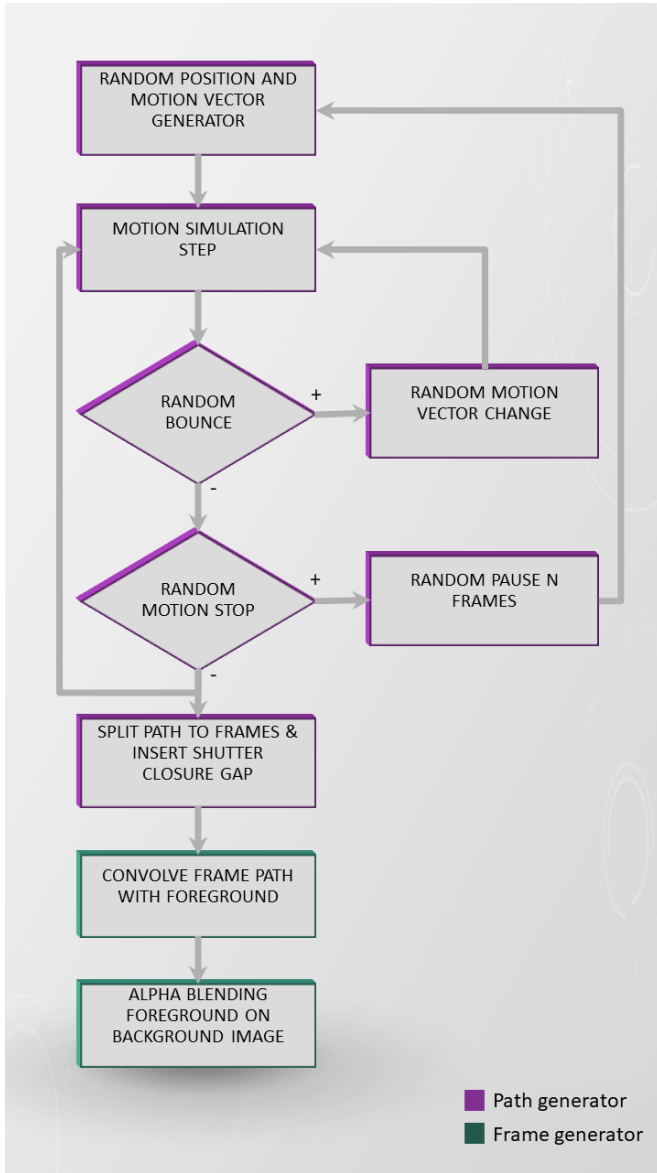 RANDOM POSITION AND
MOTION VECTOR
GENERATOR
MOTION SIMULATION
STEP
RANDOM
BOUNCE
+
RANDOM MOTION
VECTOR CHANGE
-
RANDOM
MOTION STOP
+
RANDOM PAUSE N
FRAMES
-
SPLIT PATH TO FRAMES &
INSERT SHUTTER
CLOSURE GAP
CONVOLVE FRAME PATH
WITH FOREGROUND
ALPHA BLENDING
FOREGROUND ON
BACKGROUND IMAGE
Path generator
Frame generator